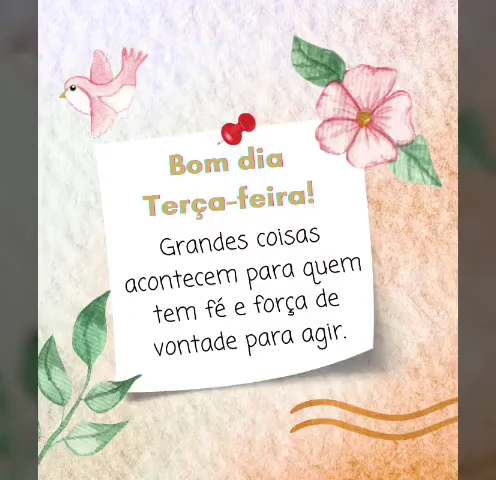 Bom dia
Terça-feira!
Grandes coisas
acontecem para quem
tem fé e força de
vontade para agir.